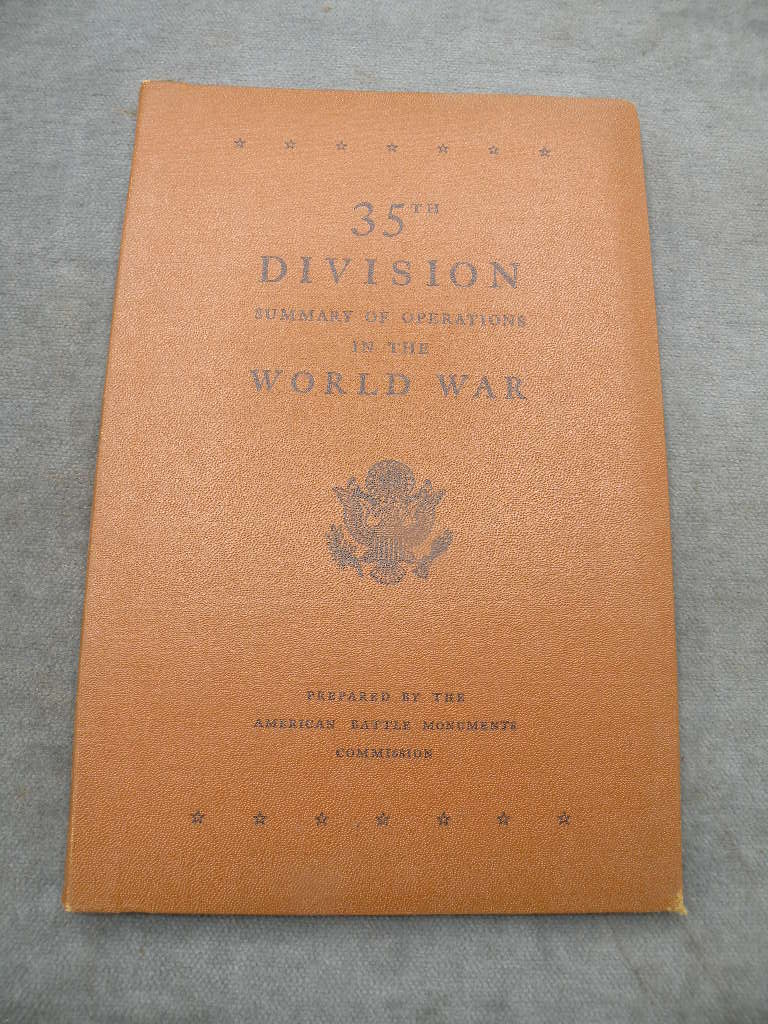 35TH
DIVISION
SUMMARY OF OPERATIONS
IN THE
WORLD WAR
PREPARED BY THE
AMERICAN BATTLE MONUMENTS
COMMISSION